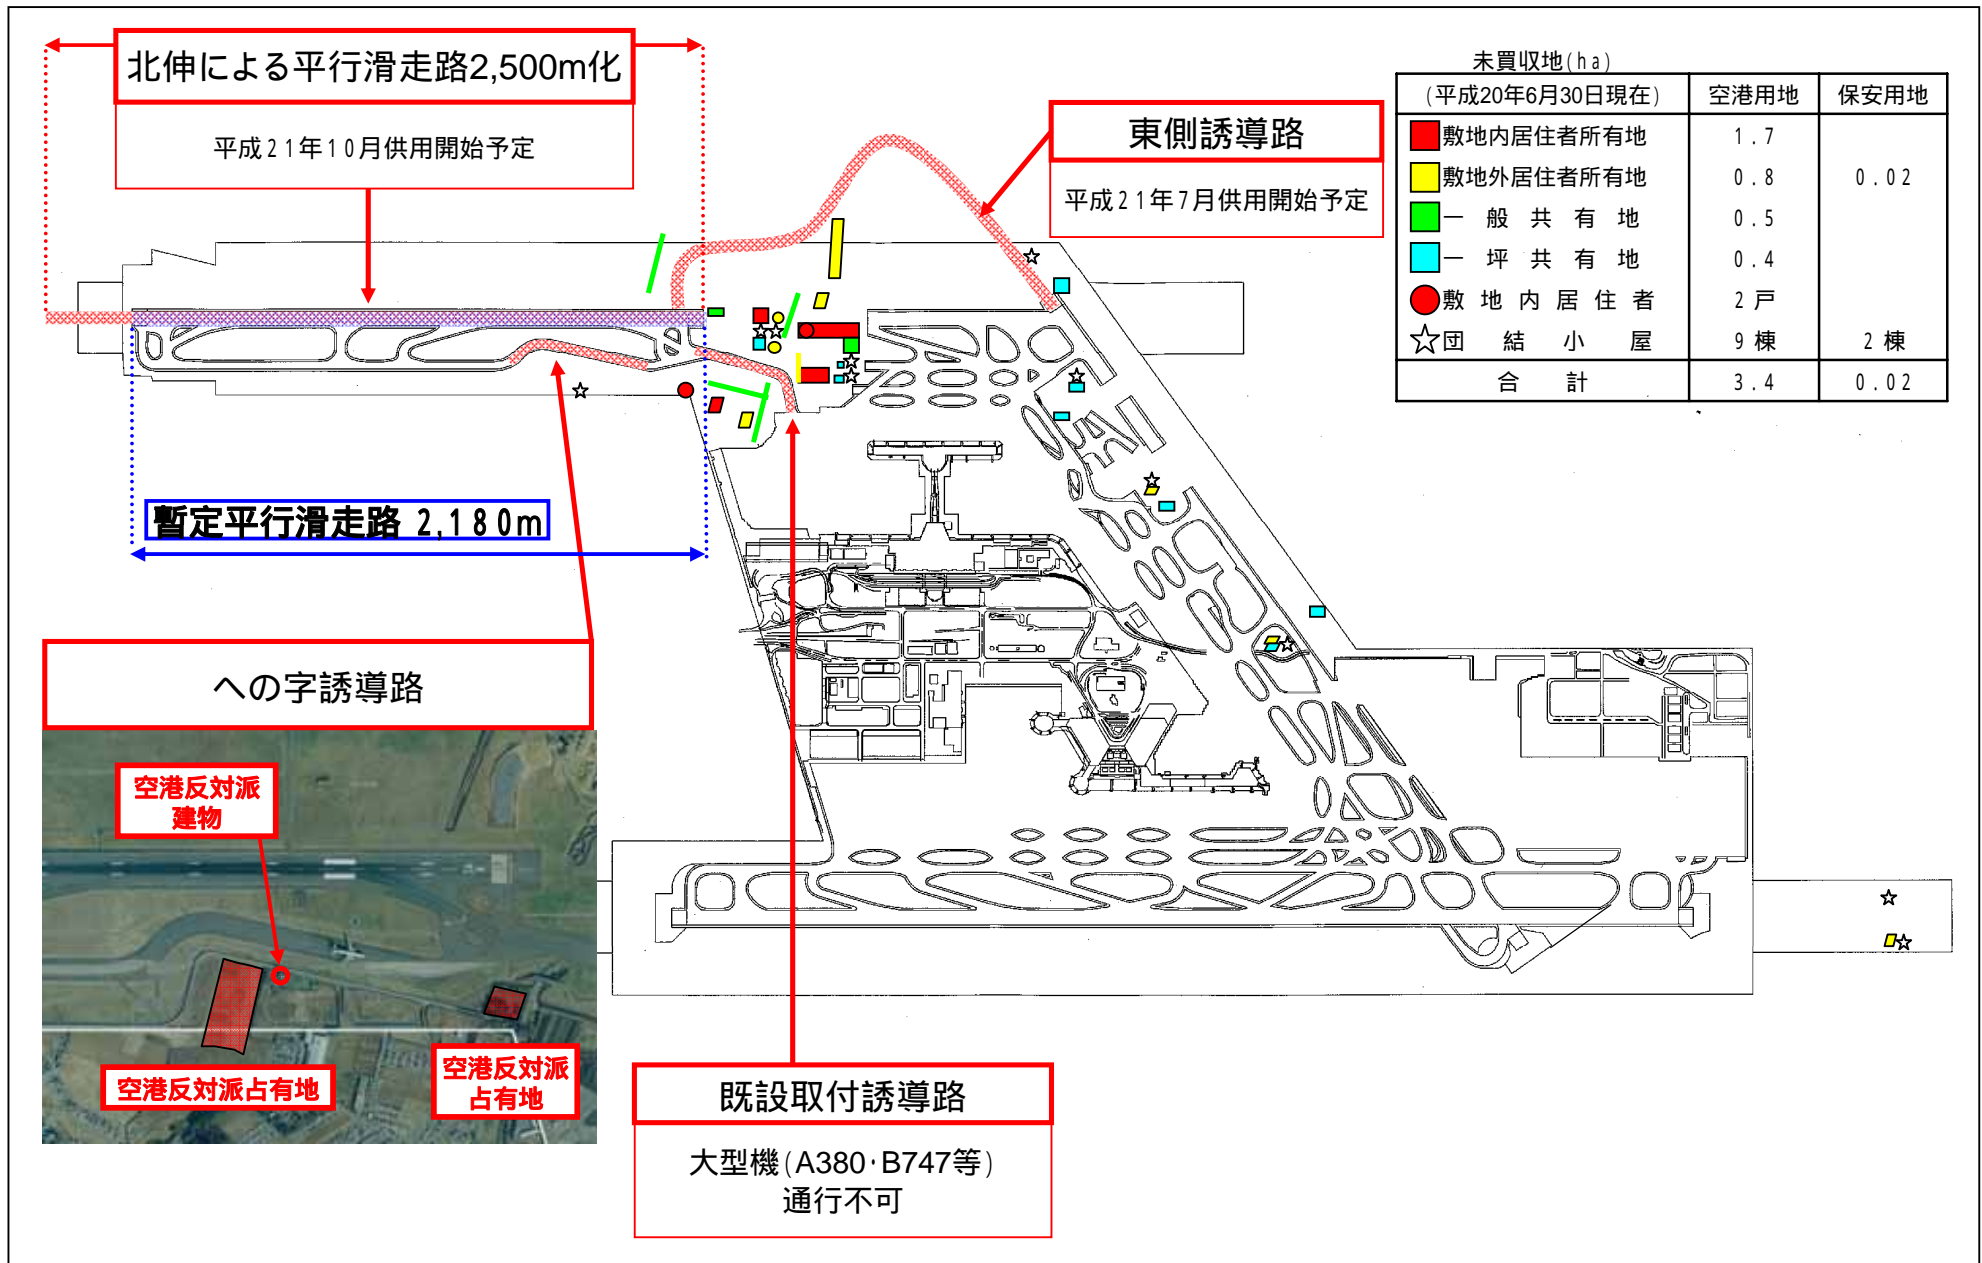 北伸による平行滑走路2,500m化
平成21年10月供用開始予定
東側誘導路
平成21年7月供用開始予定
未買収地(ha)
(平成20年6月30日現在) 空港用地 保安用地
敷地内居住者所有地 1.7
敷地外居住者所有地 0.8 0.02
一般共有地 0.5
一坪共有地 0.4
敷地内居住者 2戸
団結小屋 9棟 2棟
合計 3.4 0.02
暫定平行滑走路 2,180m
への字誘導路
空港反対派
建物
空港反対派占有地
空港反対派
占有地
既設取付誘導路
大型機(A380・B747等)
通行不可